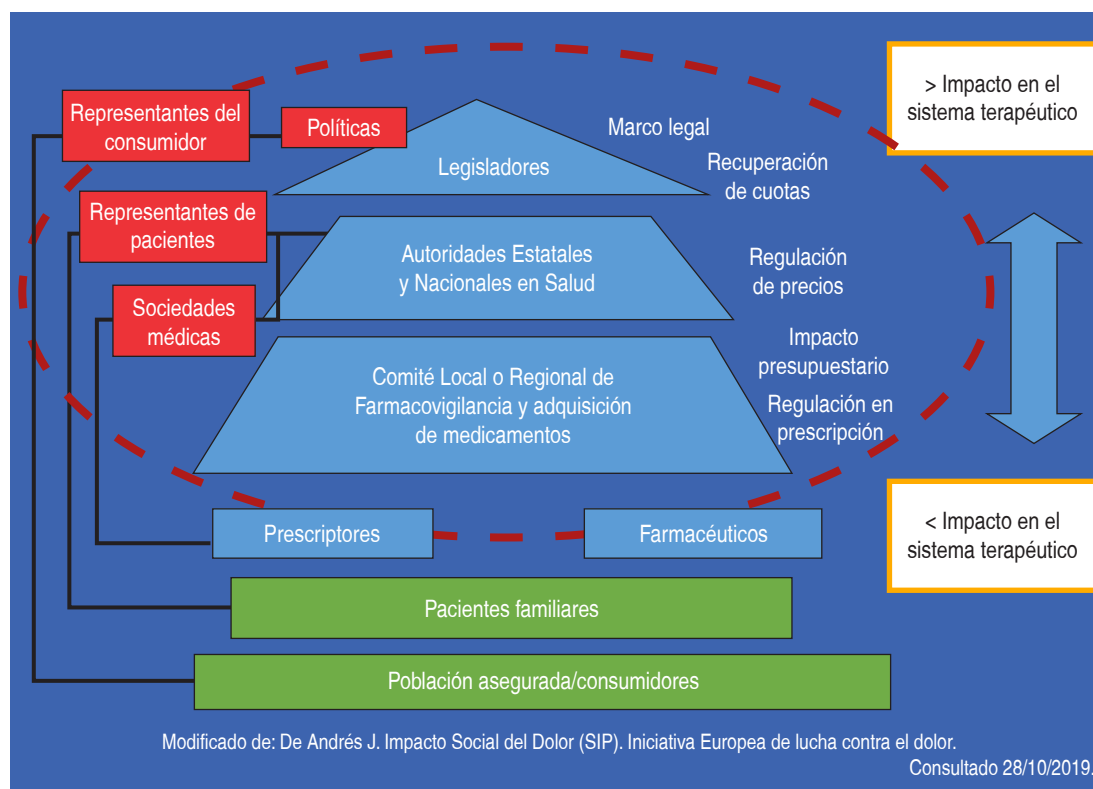 > Impacto en el
sistema terapéutico
Representantes del
consumidor
Políticas
Marco legal
Legisladores
Recuperación
de cuotas
Representantes de
pacientes
Autoridades Estatales
y Nacionales en Salud
Regulación
de precios
Sociedades
médicas
Impacto
presupuestario
Comité Local o Regional de
Farmacovigilancia y adquisición
de medicamentos
Regulación en
prescripción
Prescriptores
Farmacéuticos
< Impacto en el
sistema terapéutico
Pacientes familiares
Población asegurada/consumidores
Modificado de: De Andrés J. Impacto Social del Dolor (SIP). Iniciativa Europea de lucha contra el dolor.
Consultado 28/10/2019.